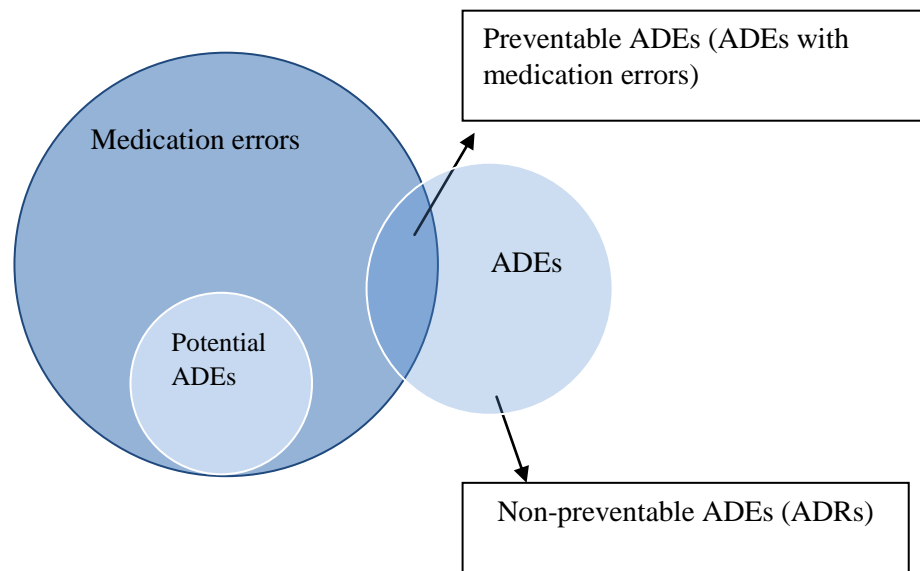 Preventable ADEs (ADEs with
medication errors)
Medication errors
ADEs
Potential
ADEs
Non-preventable ADEs (ADRs)